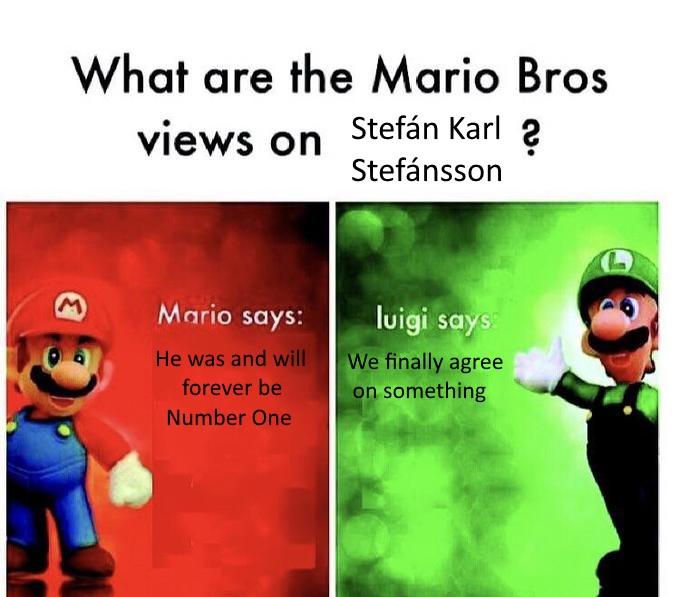 What are the Mario Bros
views on Stefán Karl ?
Stefánsson
M
Mario says:
He was and will
forever be
Number One
L
luigi says:
We finally agree
on something